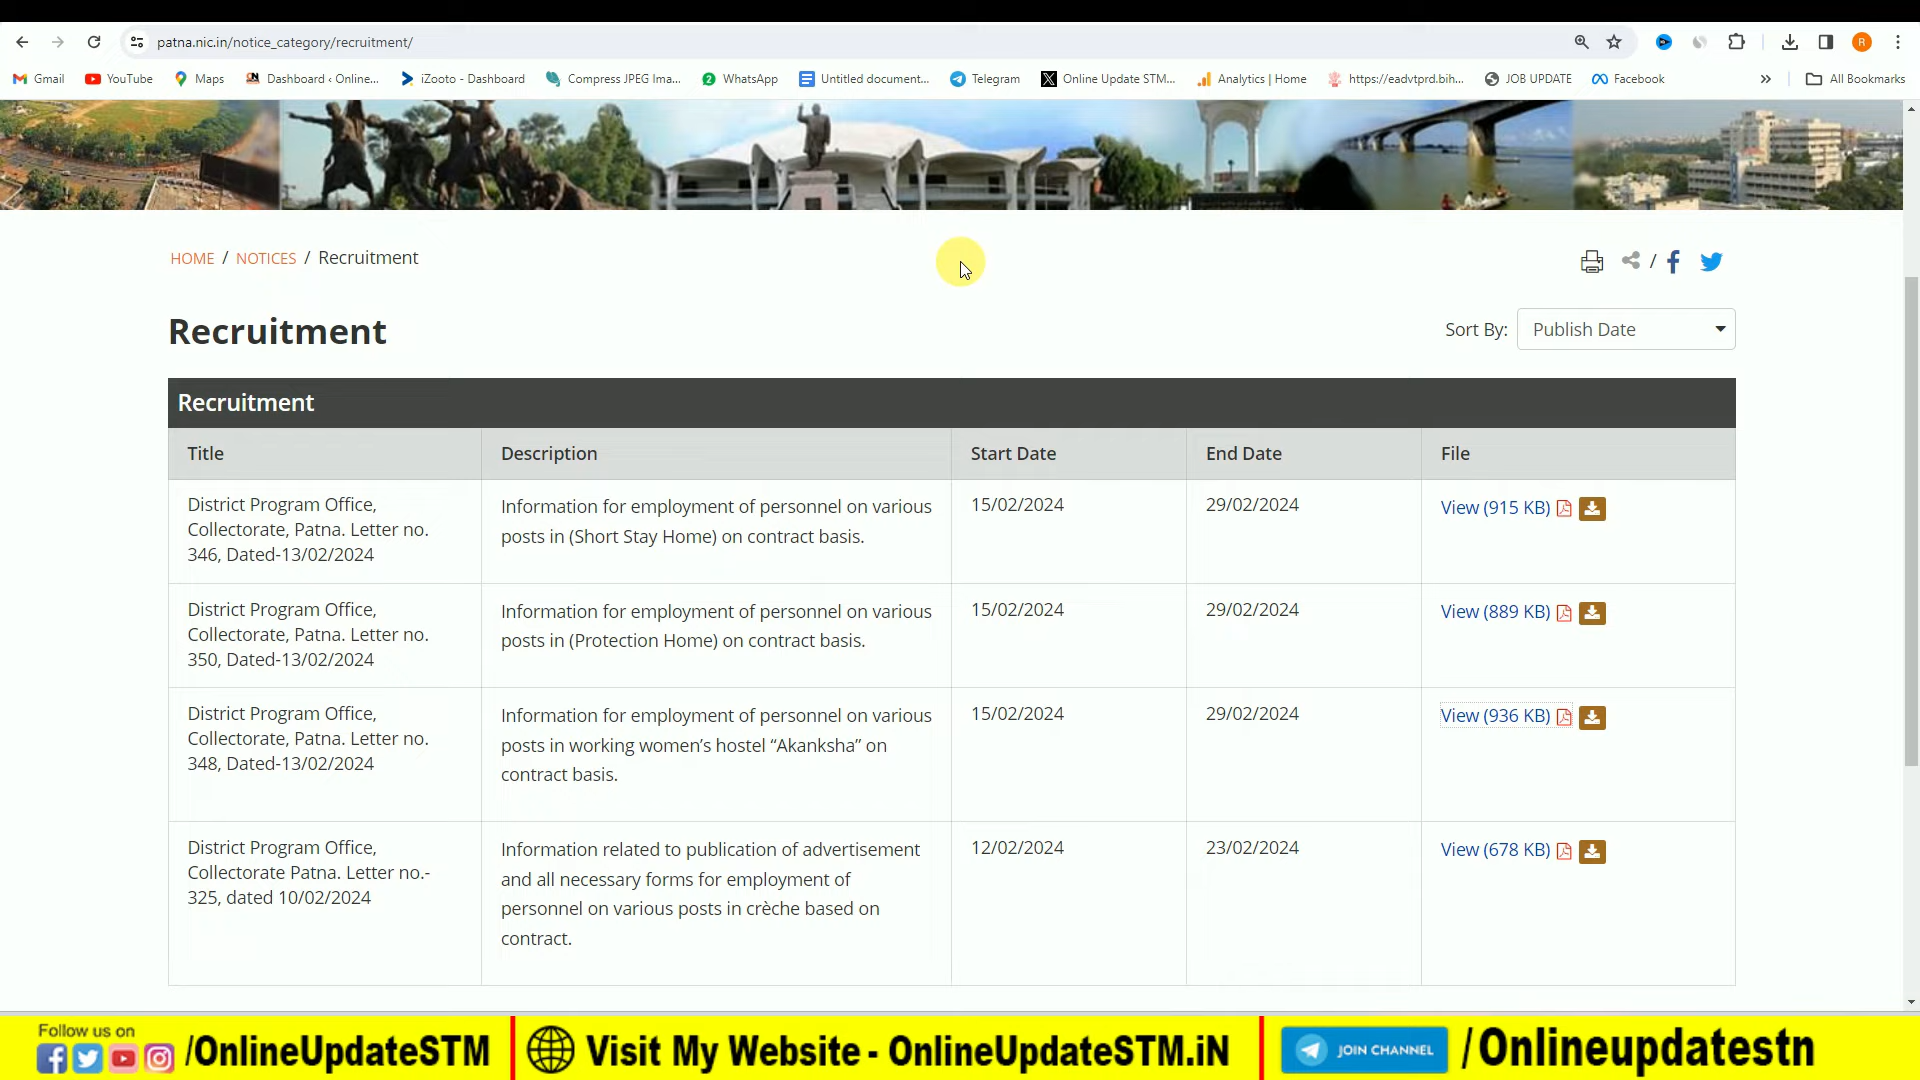 patna.nic.in/notice_category/recruitment/
R
Gmail YouTube Maps Dashboard ‹ Online... iZooto - Dashboard Compress JPEG Ima... 2 WhatsApp Untitled document... Telegram X Online Update STM... Analytics | Home https://eadvtprd.bih... JOB UPDATE Facebook » All Bookmarks
HOME / NOTICES / Recruitment
/
Recruitment
Sort By: Publish Date
Recruitment
Title Description Start Date End Date File
District Program Office,
Collectorate, Patna. Letter no.
346, Dated-13/02/2024
Information for employment of personnel on various
posts in (Short Stay Home) on contract basis.
15/02/2024
29/02/2024
View (915 KB)
District Program Office,
Collectorate, Patna. Letter no.
350, Dated-13/02/2024
Information for employment of personnel on various
posts in (Protection Home) on contract basis.
15/02/2024
29/02/2024
View (889 KB)
District Program Office,
Collectorate, Patna. Letter no.
348, Dated-13/02/2024
Information for employment of personnel on various
posts in working women’s hostel “Akanksha” on
contract basis.
15/02/2024
29/02/2024
View (936 KB)
District Program Office,
Collectorate Patna. Letter no.-
325, dated 10/02/2024
Information related to publication of advertisement
and all necessary forms for employment of
personnel on various posts in crèche based on
contract.
12/02/2024
23/02/2024
View (678 KB)
Follow us on
/OnlineUpdateSTM
Visit My Website - OnlineUpdateSTM.iN
JOIN CHANNEL
/Onlineupdatestn